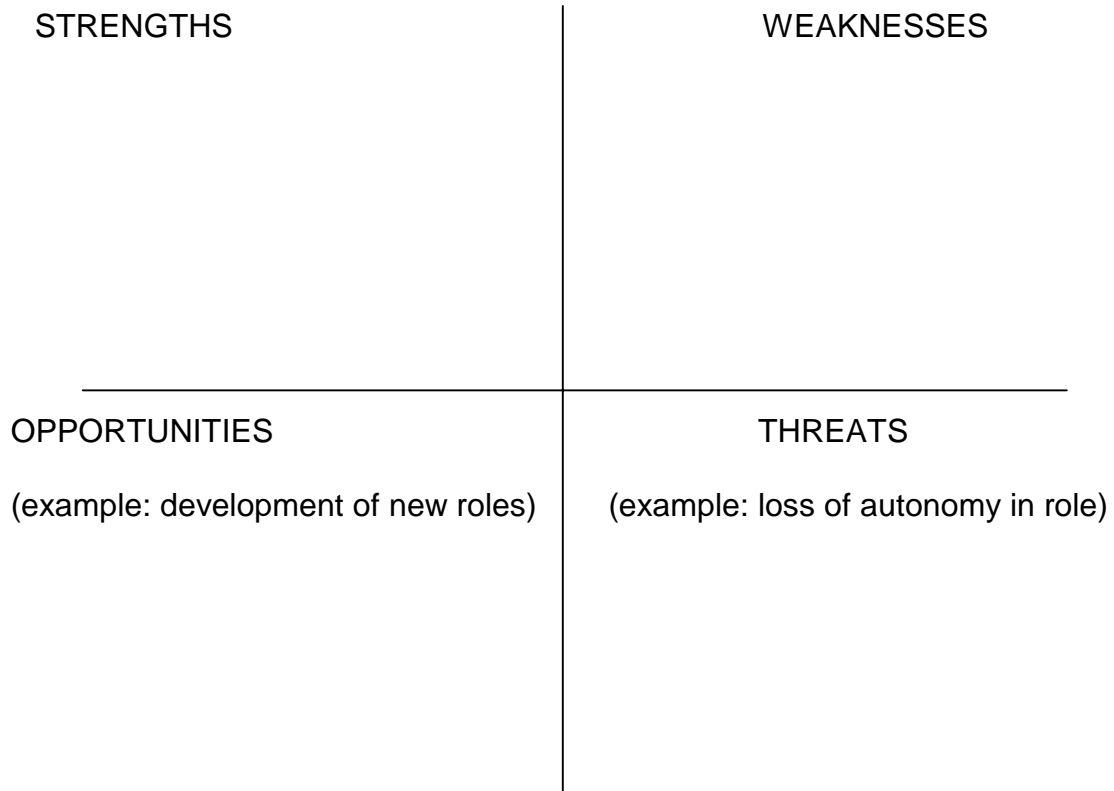 STRENGTHS
WEAKNESSES
OPPORTUNITIES
THREATS
(example: development of new roles)
(example: loss of autonomy in role)